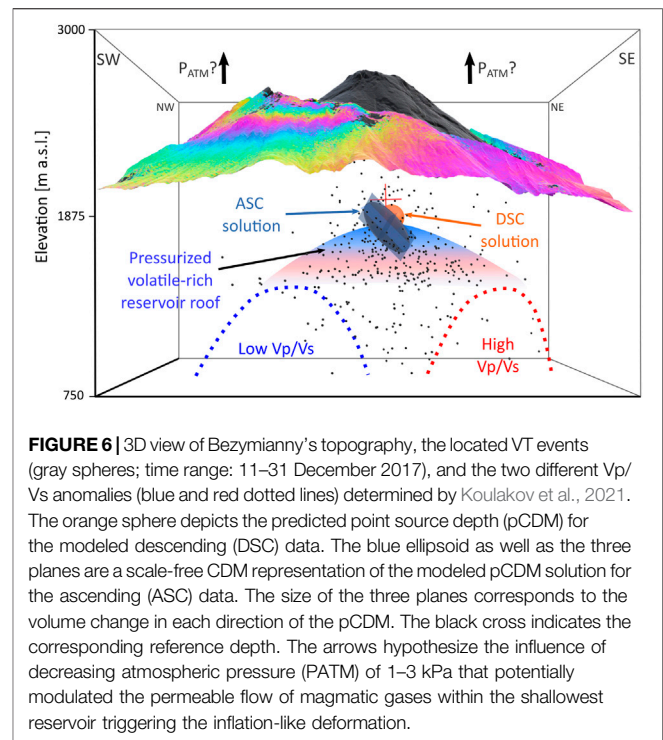 3000
SW
SE
P_ATM?
P_ATM?
NW
NE
Elevation [m a.s.l.]
1875
ASC
solution
DSC
solution
Pressurized
volatile-rich
reservoir roof
Low Vp/Vs
High
Vp/Vs
750
FIGURE 6 | 3D view of Bezymianny's topography, the located VT events
(gray spheres; time range: 11–31 December 2017), and the two different Vp/
Vs anomalies (blue and red dotted lines) determined by Koulakov et al., 2021.
The orange sphere depicts the predicted point source depth (pCDM) for
the modeled descending (DSC) data. The blue ellipsoid as well as the three
planes are a scale-free CDM representation of the modeled pCDM solution for
the ascending (ASC) data. The size of the three planes corresponds to the
volume change in each direction of the pCDM. The black cross indicates the
corresponding reference depth. The arrows hypothesize the influence of
decreasing atmospheric pressure (PATM) of 1–3 kPa that potentially
modulated the permeable flow of magmatic gases within the shallowest
reservoir triggering the inflation-like deformation.